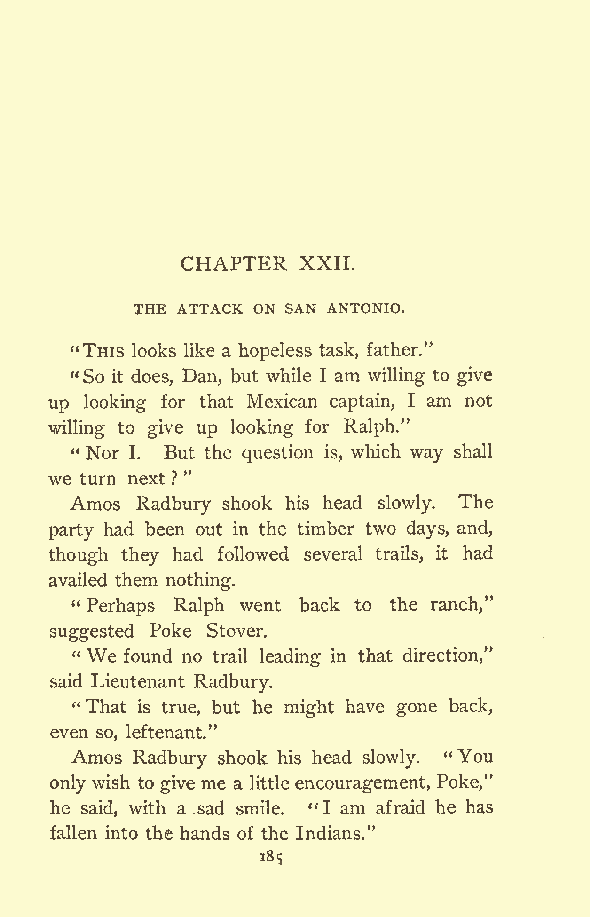 CHAPTER XXII.
THE ATTACK ON SAN ANTONIO.
"THIS looks like a hopeless task, father."
"So it does, Dan, but while I am willing to give
up looking for that Mexican captain, I am not
willing to give up looking for Ralph."
"Nor I. But the question is, which way shall
we turn next?"
Amos Radbury shook his head slowly. The
party had been out in the timber two days, and,
though they had followed several trails, it had
availed them nothing.
"Perhaps Ralph went back to the ranch,"
suggested Poke Stover.
"We found no trail leading in that direction,"
said Lieutenant Radbury.
"That is true, but he might have gone back,
even so, leftenant."
Amos Radbury shook his head slowly. "You
only wish to give me a little encouragement, Poke,"
he said, with a sad smile. "I am afraid he has
fallen into the hands of the Indians."
185